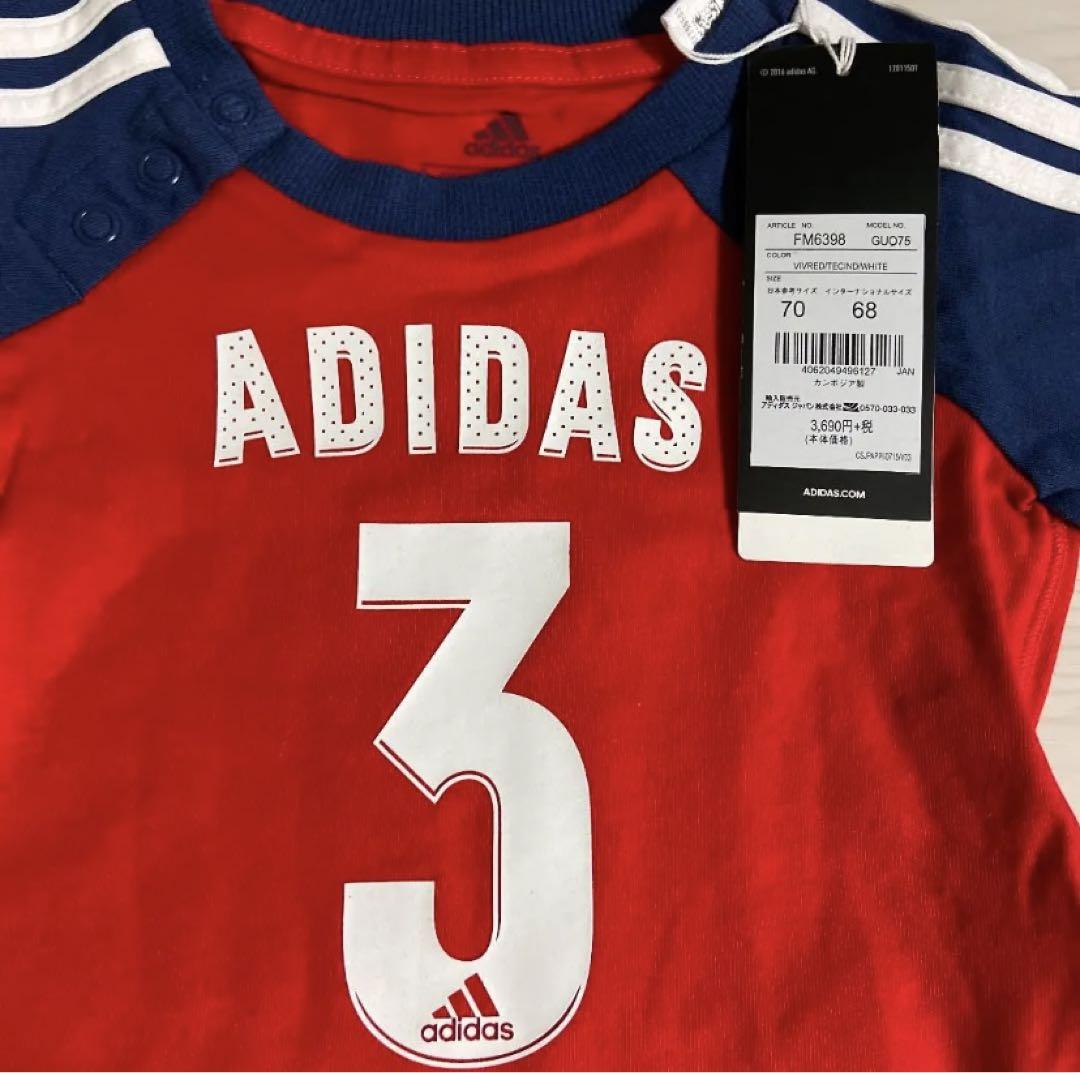 adidas
ADIDAS
3
adidas
© 2016 adidas AG. 17011501
ARTICLE NO. MODEL NO.
FM6398 GUO75
COLOR
VIVRED/TECIND/WHITE
SIZE
日本参考サイズ インターナショナルサイズ
70 68
4062049496127 JAN
カンボジア製
輸入販売元
アディダス ジャパン株式会社 0570-033-033
3,690円+税
(本体価格)
ADIDAS.COM